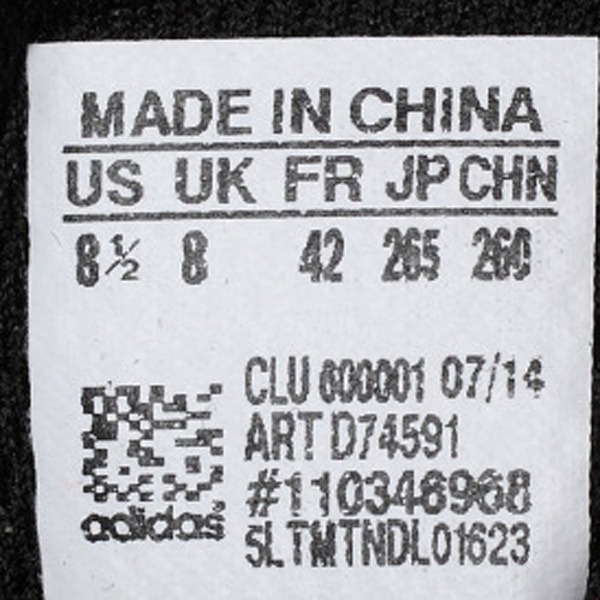 MADE IN CHINA
US UK FR JP CHN
8 ½ 8 42 265 260
CLU 600001 07/14
ART D74591
#110346968
5LTMTNDL01623
adidas